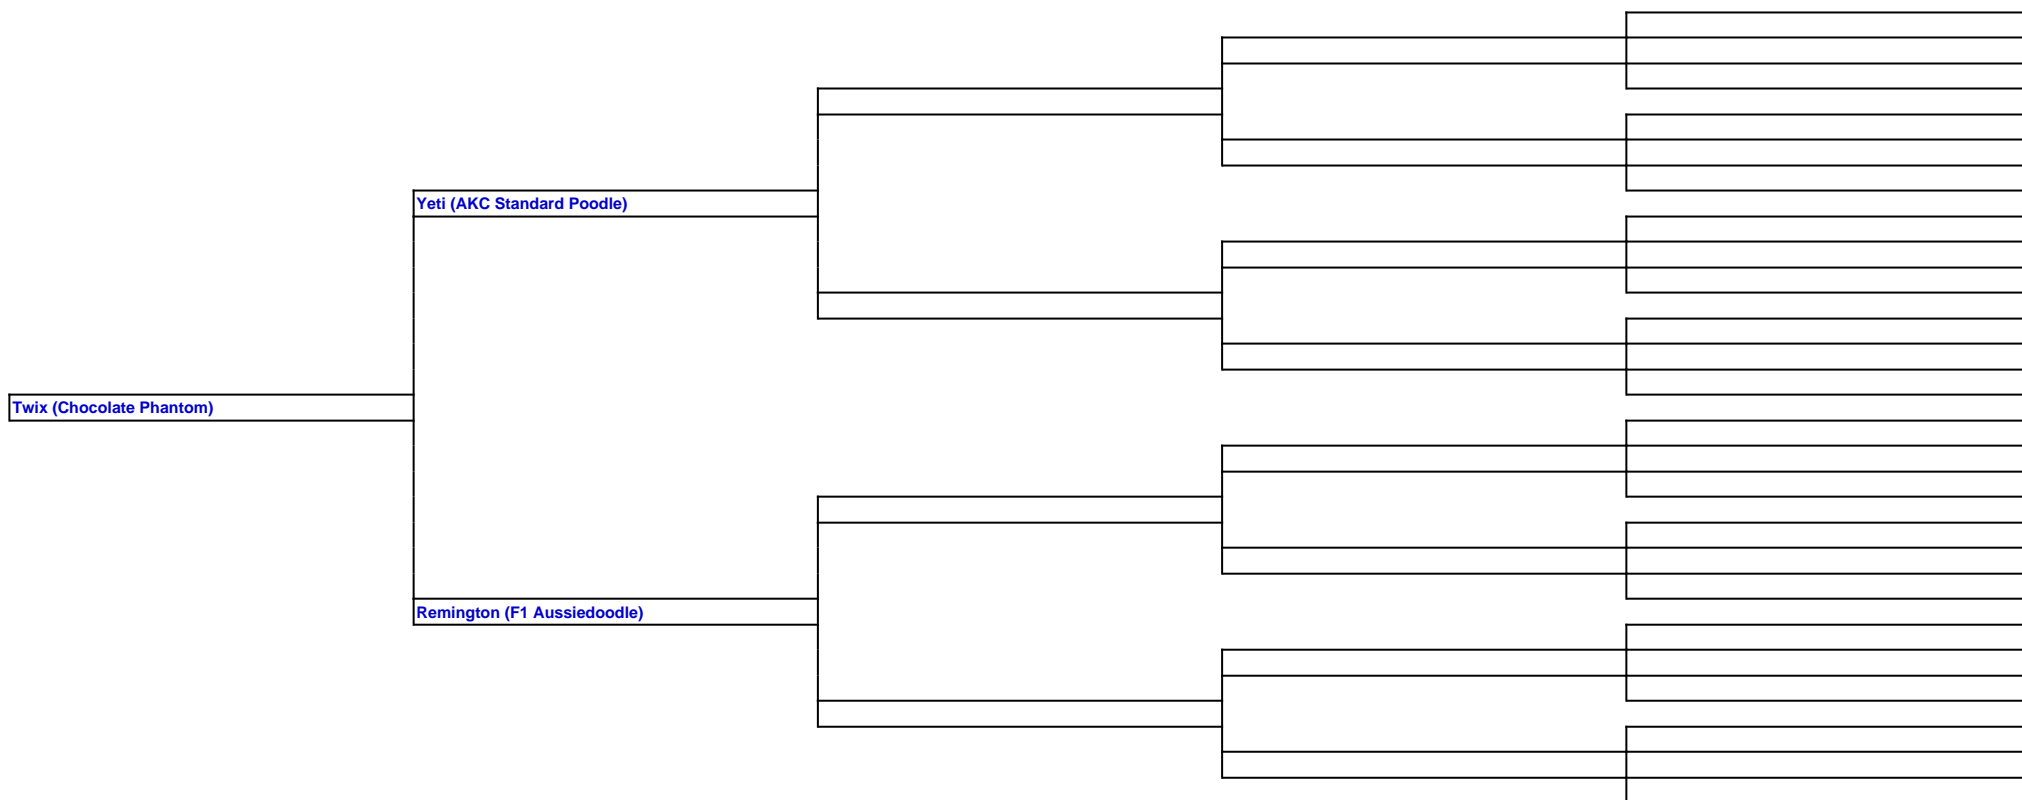 Yeti (AKC Standard Poodle)
Twix (Chocolate Phantom)
Remington (F1 Aussiedoodle)